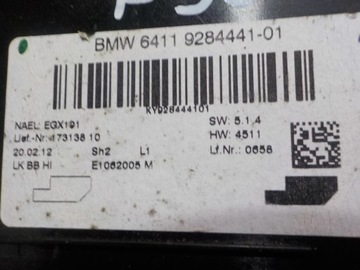 BMW 6411 9284441-01
KY928444101
NAEL: EGX191
Lief.-Nr. 173138 10
20.02.12 Sh2 L1
LK BB HI E1062005 M
SW: 5.1.4
HW: 4511
Lf.Nr.: 0658